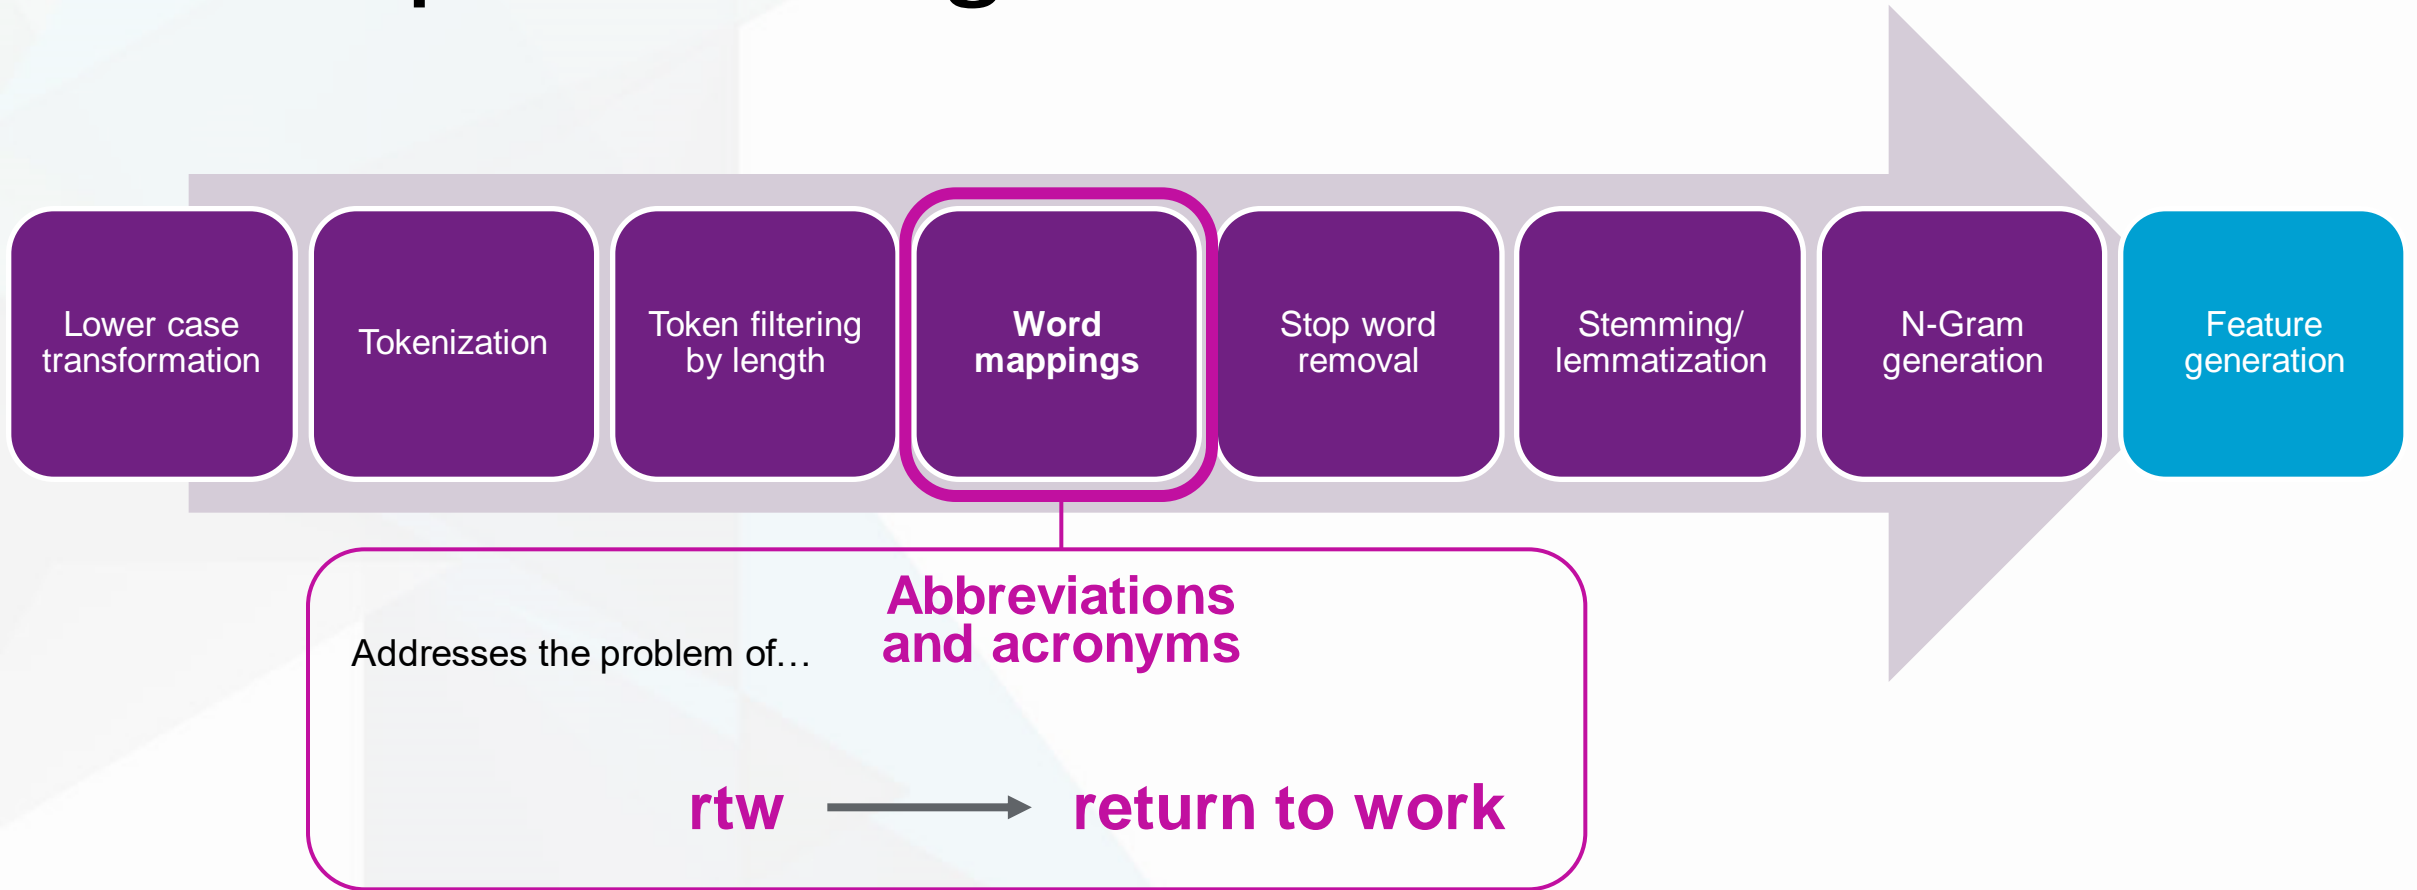 Lower case
transformation
Tokenization
Token filtering
by length
Word
mappings
Stop word
removal
Stemming/
lemmatization
N-Gram
generation
Feature
generation
Abbreviations
and acronyms
Addresses the problem of…
rtw
return to work